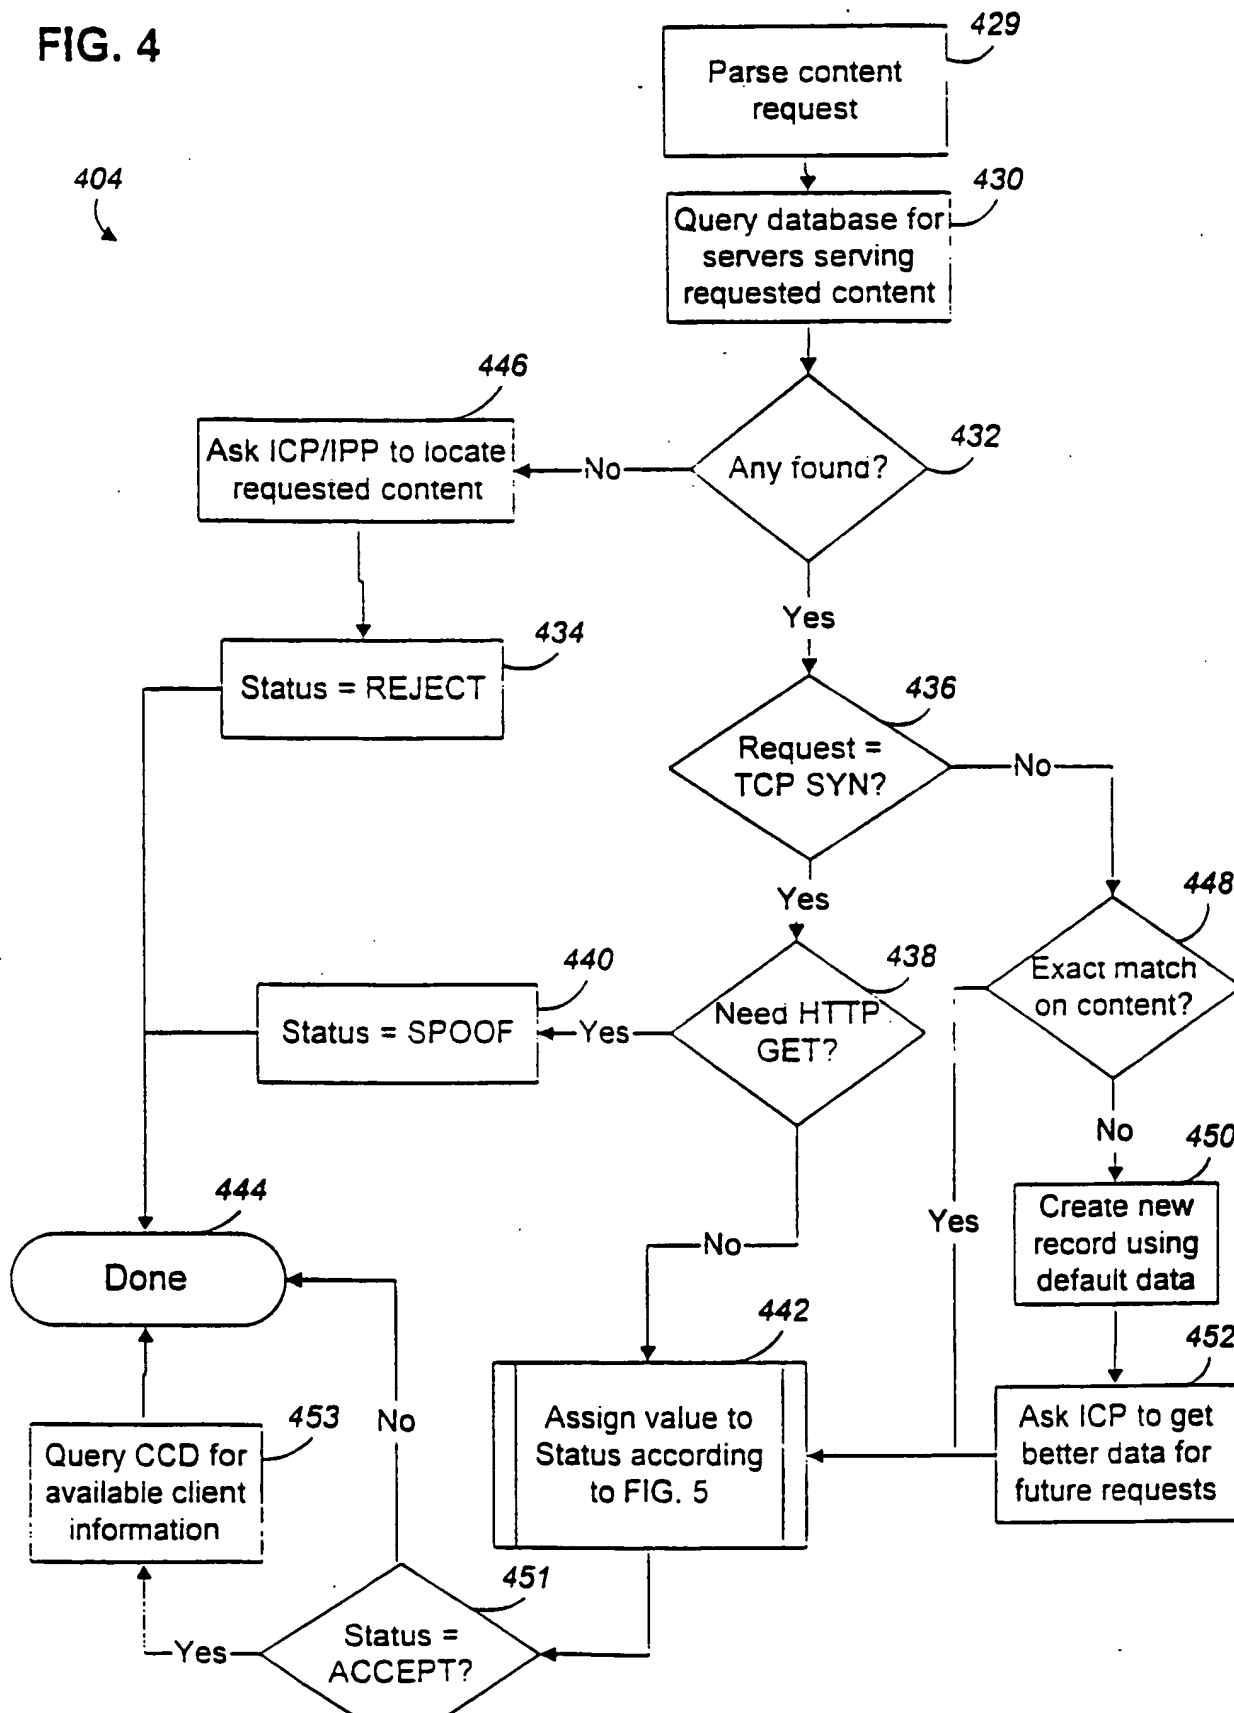 FIG. 4
429
Parse content
request
404
430
Query database for
servers serving
requested content
446
Ask ICP/IPP to locate
requested content
No
Any found?
432
Yes
434
Status = REJECT
436
Request =
TCP SYN?
No
Yes
448
Exact match
on content?
440
Status = SPOOF
Yes
438
Need HTTP
GET?
No
450
444
Done
Yes
Create new
record using
default data
No
442
452
453
No
Assign value to
Status according
to FIG. 5
Ask ICP to get
better data for
future requests
Query CCD for
available client
information
451
Yes
Status =
ACCEPT?